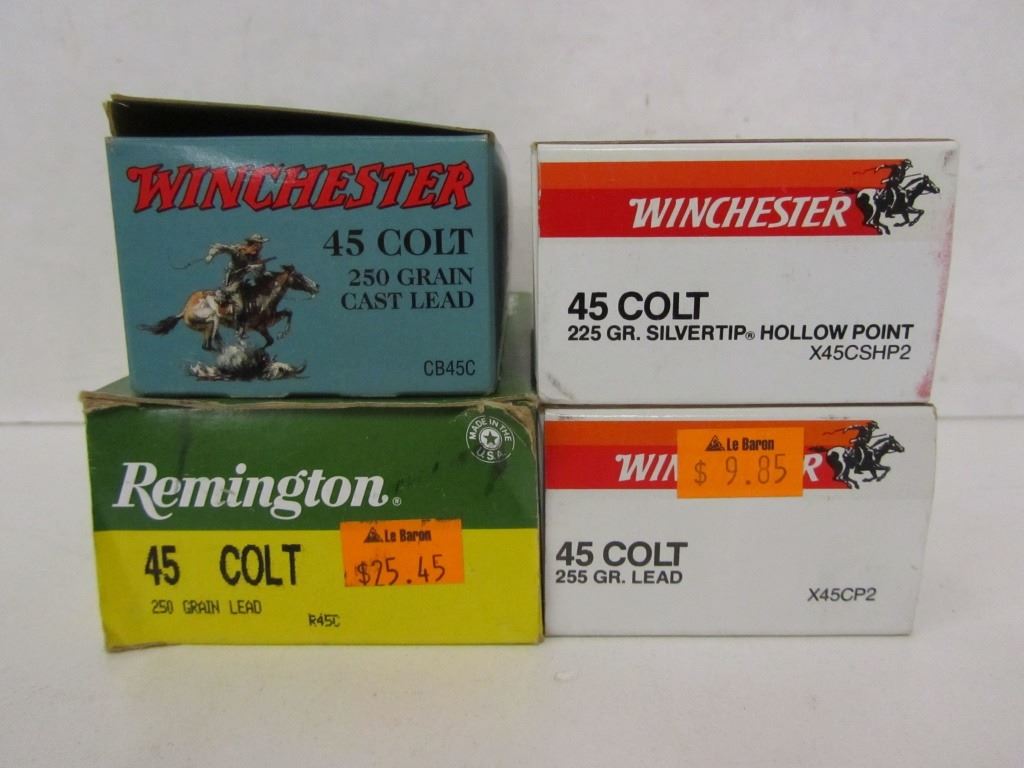 WINCHESTER
45 COLT
250 GRAIN
CAST LEAD
CB45C
WINCHESTER
45 COLT
225 GR. SILVERTIP® HOLLOW POINT
X45CSHP2
MADE IN THE
U.S.A.
Remington®
Le Baron
$25.45
45 COLT
250 GRAIN LEAD
R45C
Le Baron
$ 9.85
WIN R
45 COLT
255 GR. LEAD
X45CP2